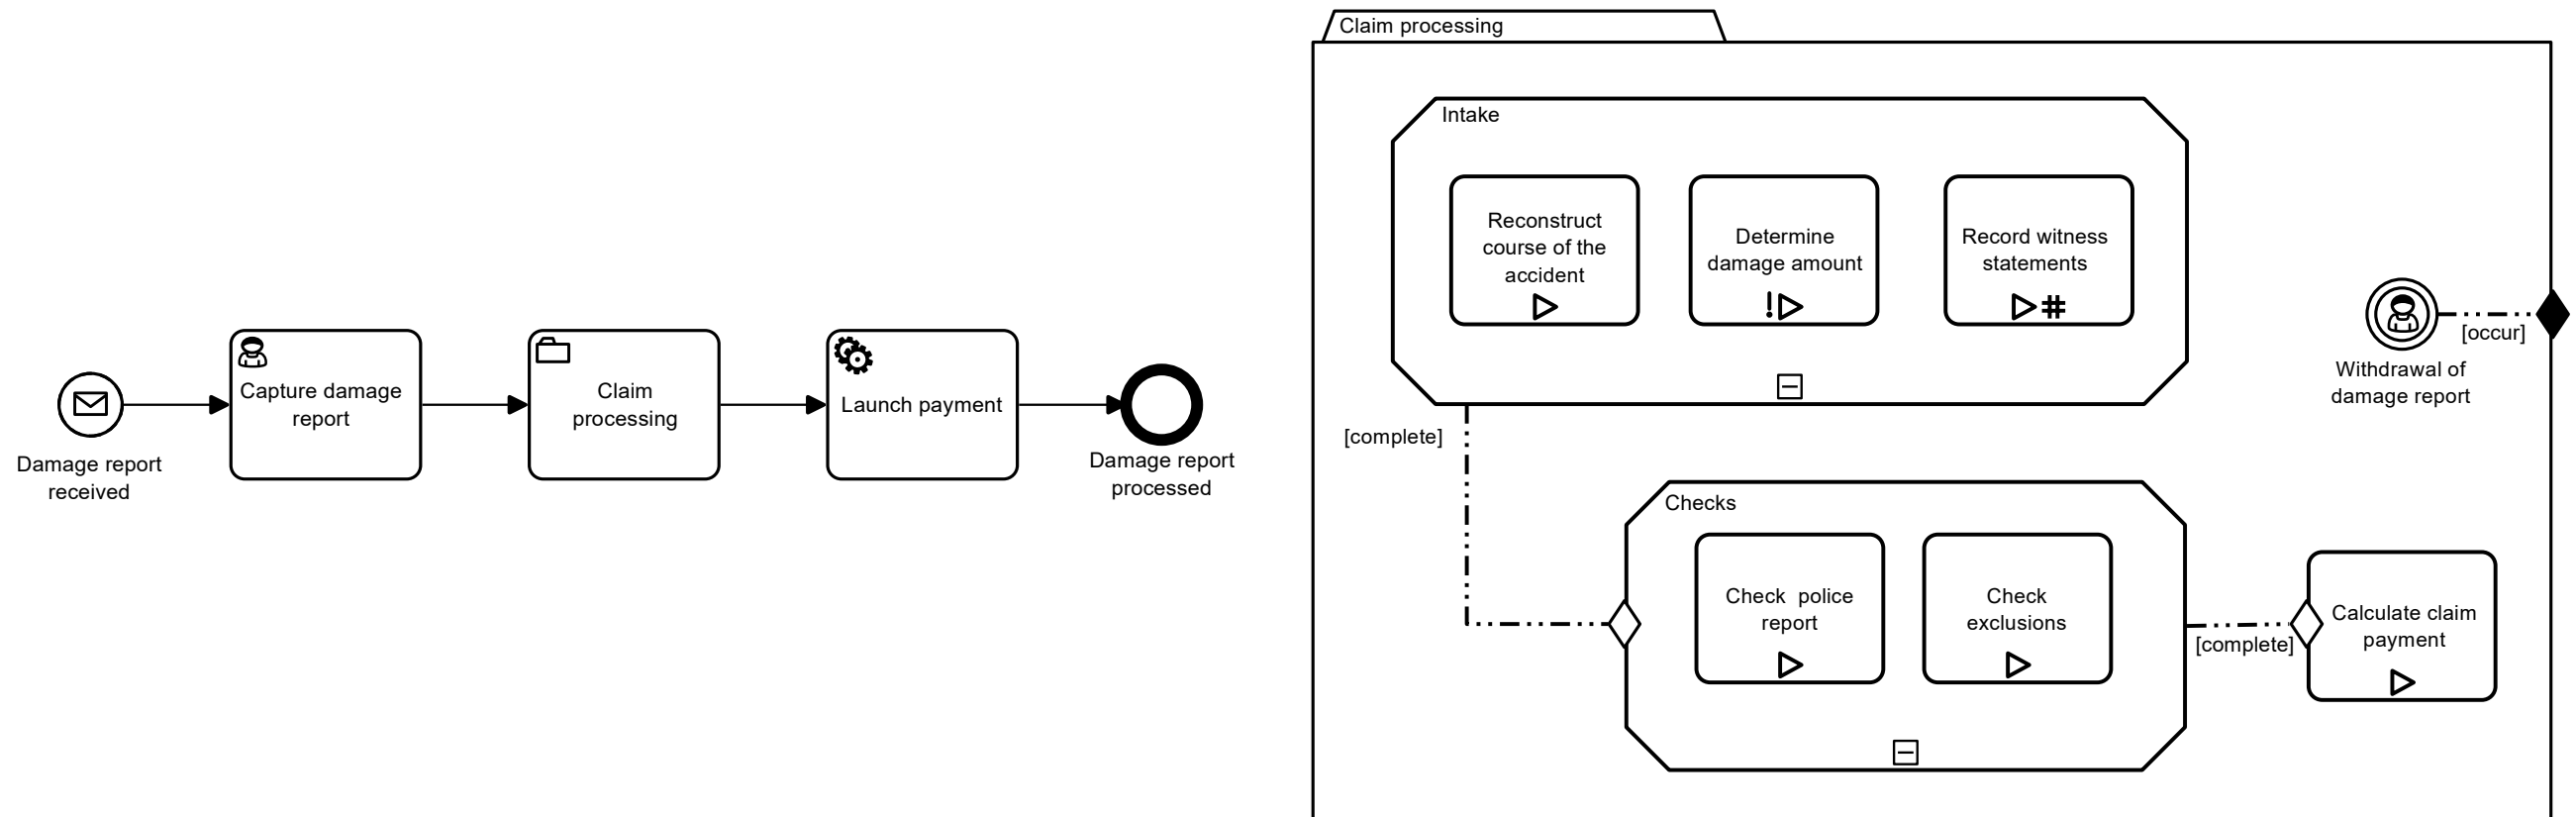 Damage report
received
Capture damage
report
Claim
processing
Launch payment
Damage report
processed
Claim processing
Intake
Reconstruct
course of the
accident
Determine
damage amount
Record witness
statements
[occur]
Withdrawal of
damage report
[complete]
Checks
Check police
report
Check
exclusions
[complete]
Calculate claim
payment